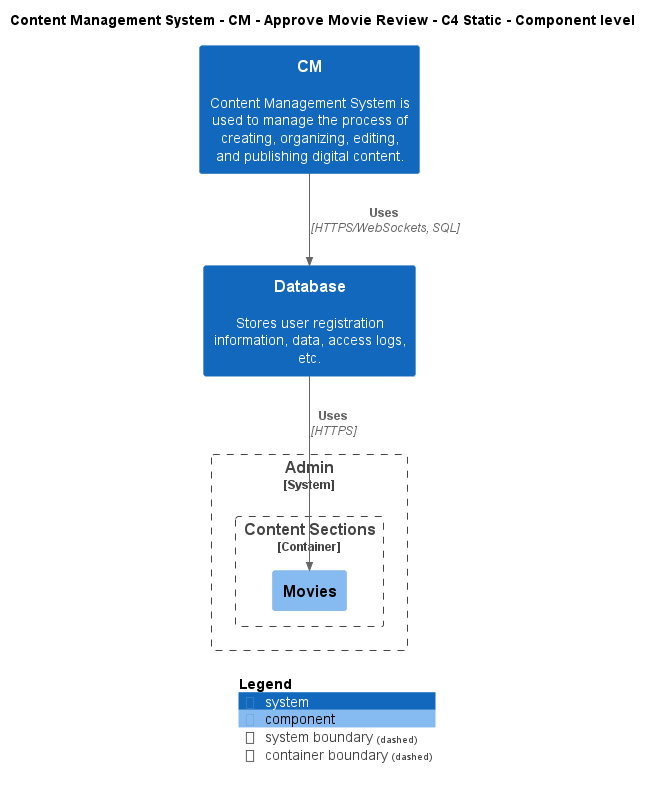 Content Management System - CM - Approve Movie Review - C4 Static - Component level
CM
Content Management System is
used to manage the process of
creating, organizing, editing,
and publishing digital content.
Uses
[HTTPS/WebSockets, SQL]
Database
Stores user registration
information, data, access logs,
etc.
Uses
[HTTPS]
Admin
[System]
Content Sections
[Container]
Movies
Legend
system
component
system boundary (dashed)
container boundary (dashed)